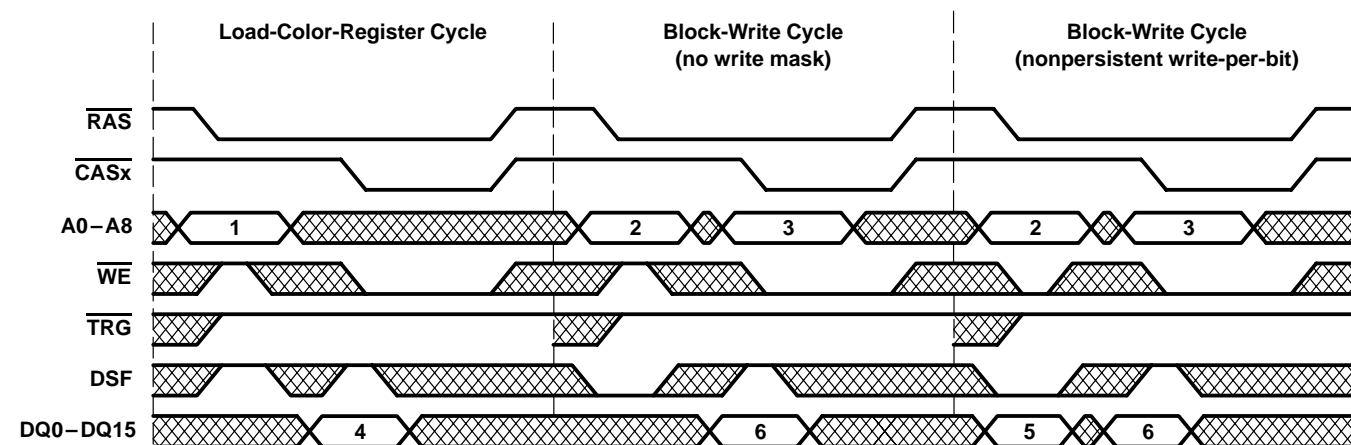 Load-Color-Register Cycle
Block-Write Cycle
(no write mask)
Block-Write Cycle
(nonpersistent write-per-bit)
RAS
CASx
A0–A8
1
2
3
2
3
WE
TRG
DSF
DQ0–DQ15
4
6
5
6